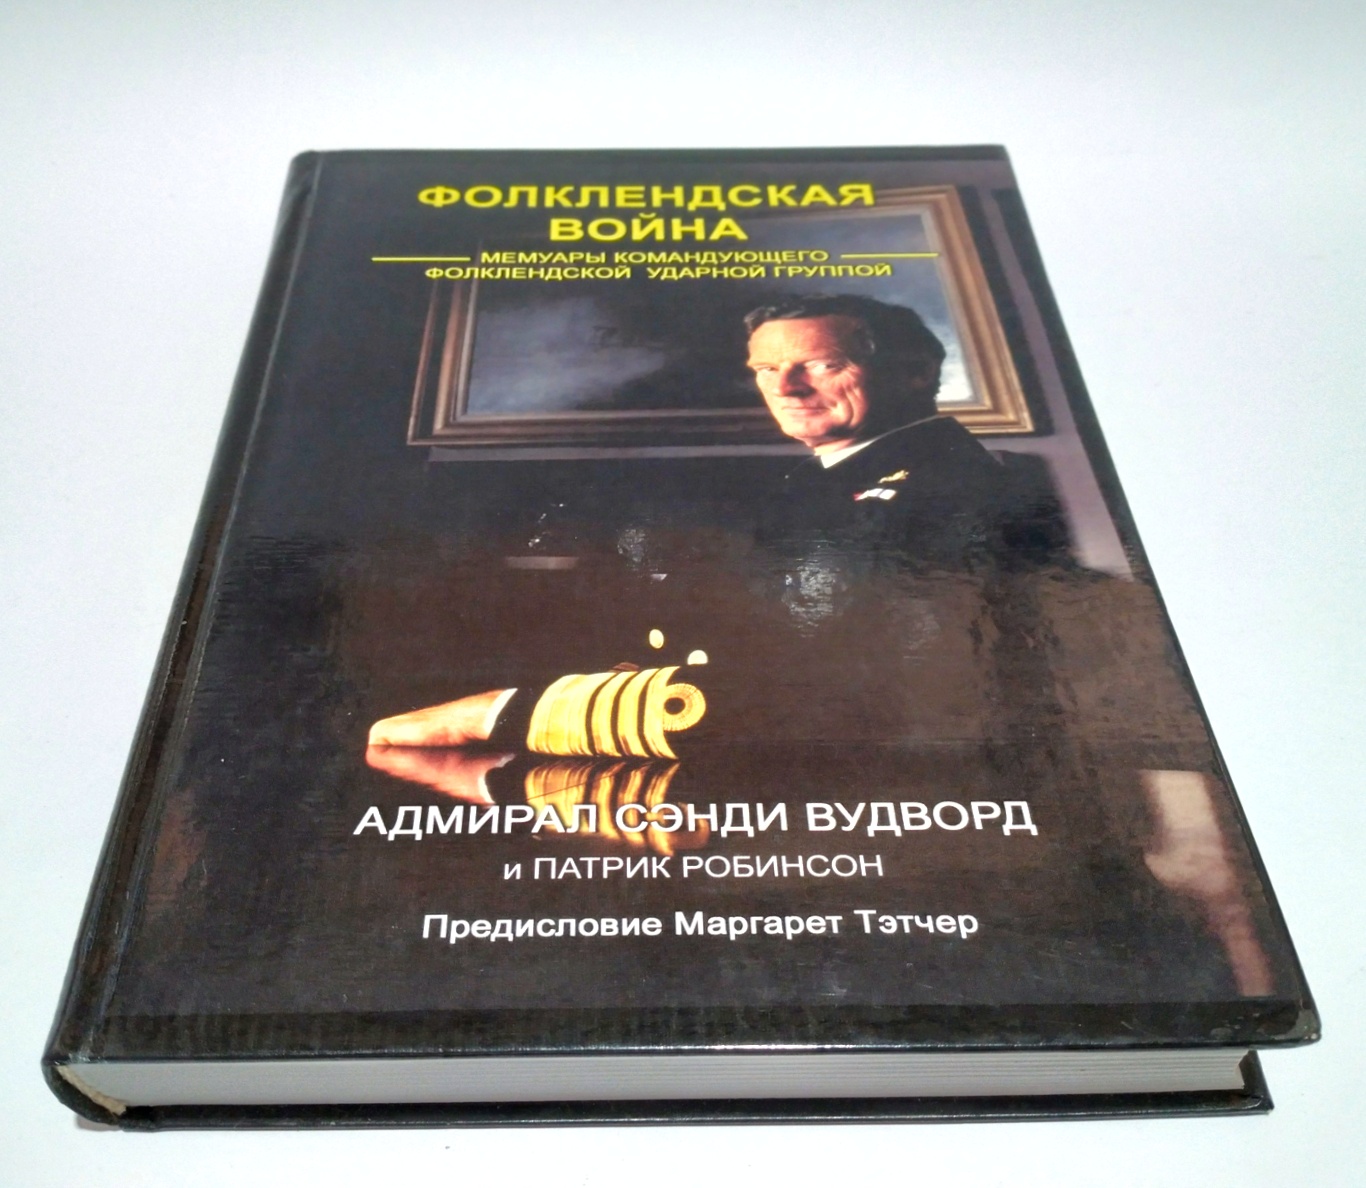 ФОЛКЛЕНДСКАЯ
ВОЙНА
МЕМУАРЫ КОМАНДУЮЩЕГО
ФОЛКЛЕНДСКОЙ УДАРНОЙ ГРУППОЙ
АДМИРАЛ СЭНДИ ВУДВОРД
и ПАТРИК РОБИНСОН
Предисловие Маргарет Тэтчер